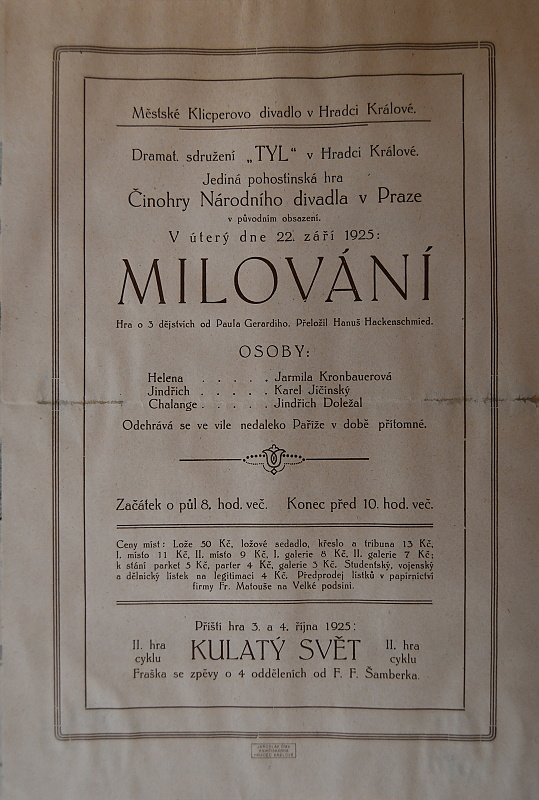 Městské Klicperovo divadlo v Hradci Králové.
Dramat. sdružení „TYL“ v Hradci Králové.
Jediná pohostinská hra
Činohry Národního divadla v Praze
v původním obsazení.
V úterý dne 22. září 1925:
MILOVÁNÍ
Hra o 3 dějstvích od Paula Gerardiho. Přeložil Hanuš Hackenschmied.
OSOBY:
Helena . . . . . Jarmila Kronbauerová
Jindřich . . . . . Karel Jičínský
Chalange . . . . . Jindřich Doležal
Odehrává se ve vile nedaleko Paříže v době přítomné.
Začátek o půl 8. hod. več. Konec před 10. hod. več.
Ceny míst: Lože 50 Kč, ložové sedadlo, křeslo a tribuna 13 Kč,
I. místo 11 Kč, II. místo 9 Kč, I. galerie 8 Kč, II. galerie 7 Kč;
k stání parket 5 Kč, parter 4 Kč, galerie 3 Kč. Studentský, vojenský
a dělnický lístek na legitimaci 4 Kč. Předprodej lístků v papírnictví
firmy Fr. Matouše na Velké podsíni.
Příští hra 3. a 4. října 1925:
II. hra cyklu KULATÝ SVĚT II. hra cyklu
Fraška se zpěvy o 4 odděleních od F. F. Šamberka.